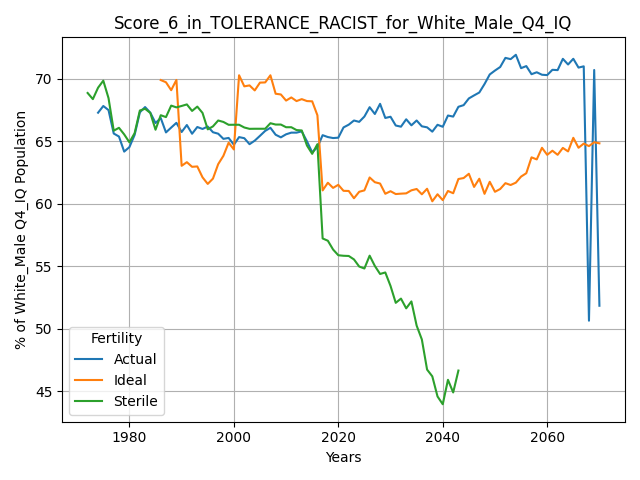 Score_6_in_TOLERANCE_RACIST_for_White_Male_Q4_IQ
% of White_Male Q4_IQ Population
70
65
60
55
50
45
Fertility
Actual
Ideal
Sterile
1980 2000 2020 2040 2060
Years